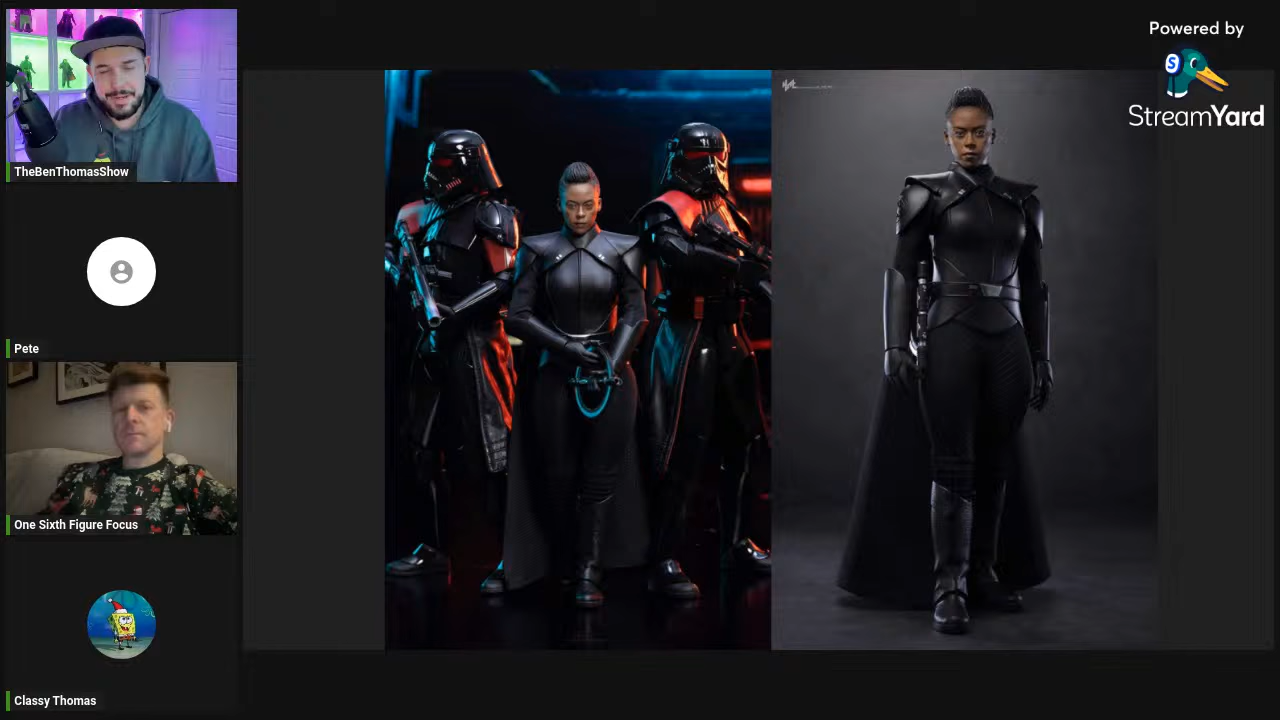 TheBenThomasShow
Pete
One Sixth Figure Focus
Classy Thomas
Powered by
S
StreamYard